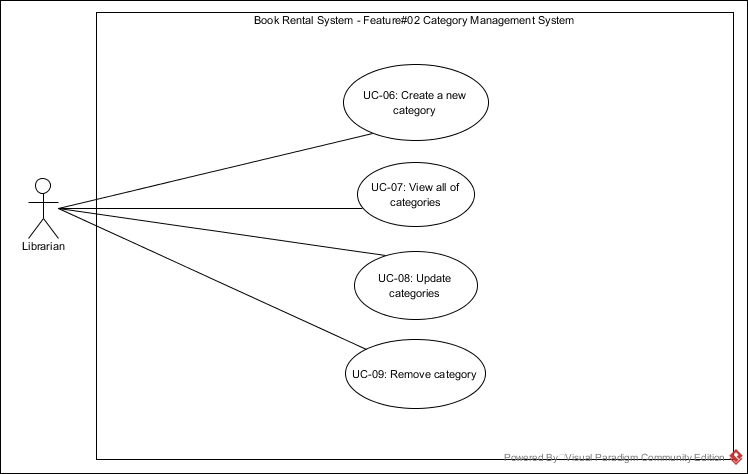 Book Rental System - Feature#02 Category Management System
UC-06: Create a new
category
UC-07: View all of
categories
Librarian
UC-08: Update
categories
UC-09: Remove category
Powered By Visual Paradigm Community Edition